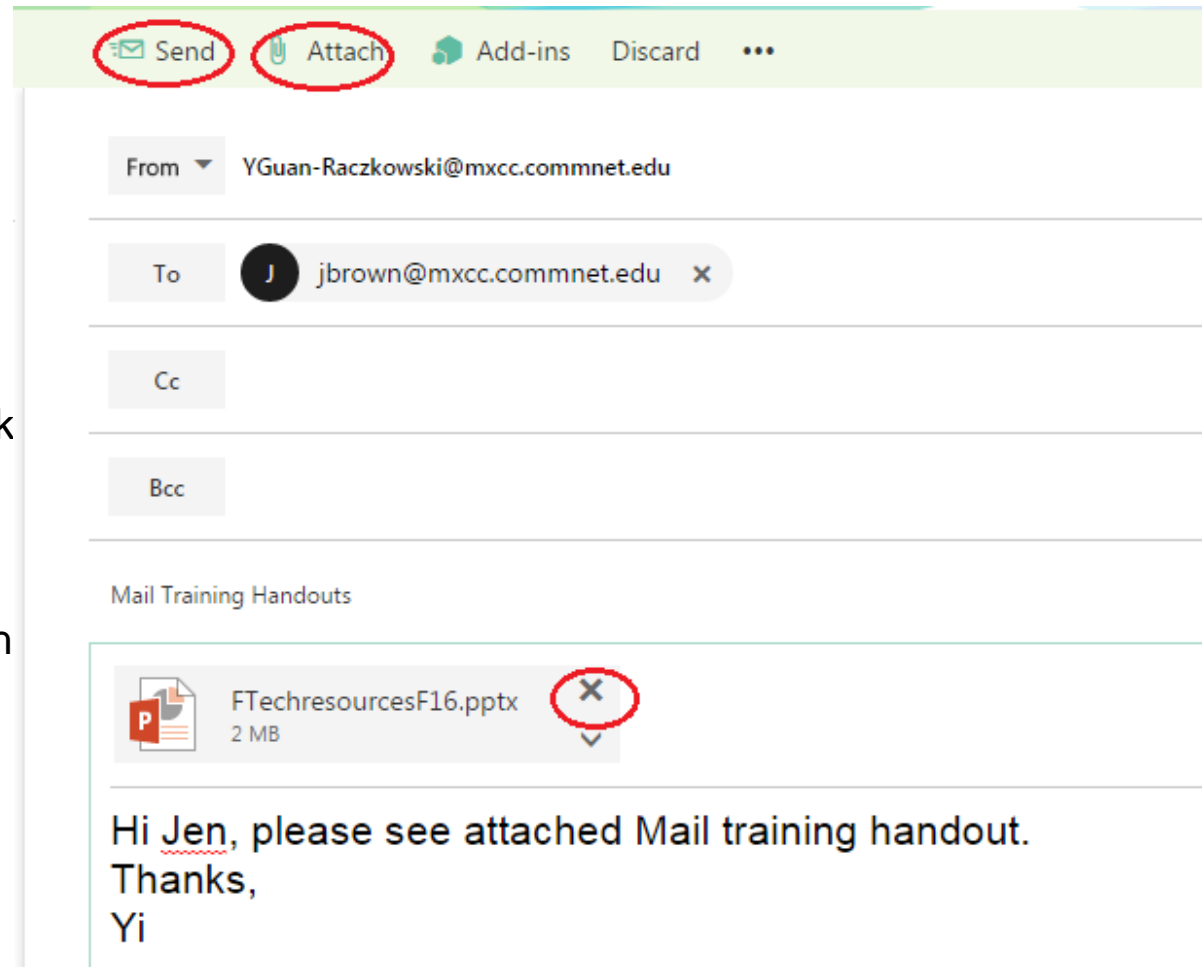 Send Attach Add-ins Discard •••
From YGuan-Raczkowski@mxcc.commnet.edu
To J jbrown@mxcc.commnet.edu ×
Cc
k
Bcc
Mail Training Handouts
n
P FTechresourcesF16.pptx ×
2 MB
Hi Jen, please see attached Mail training handout.
Thanks,
Yi